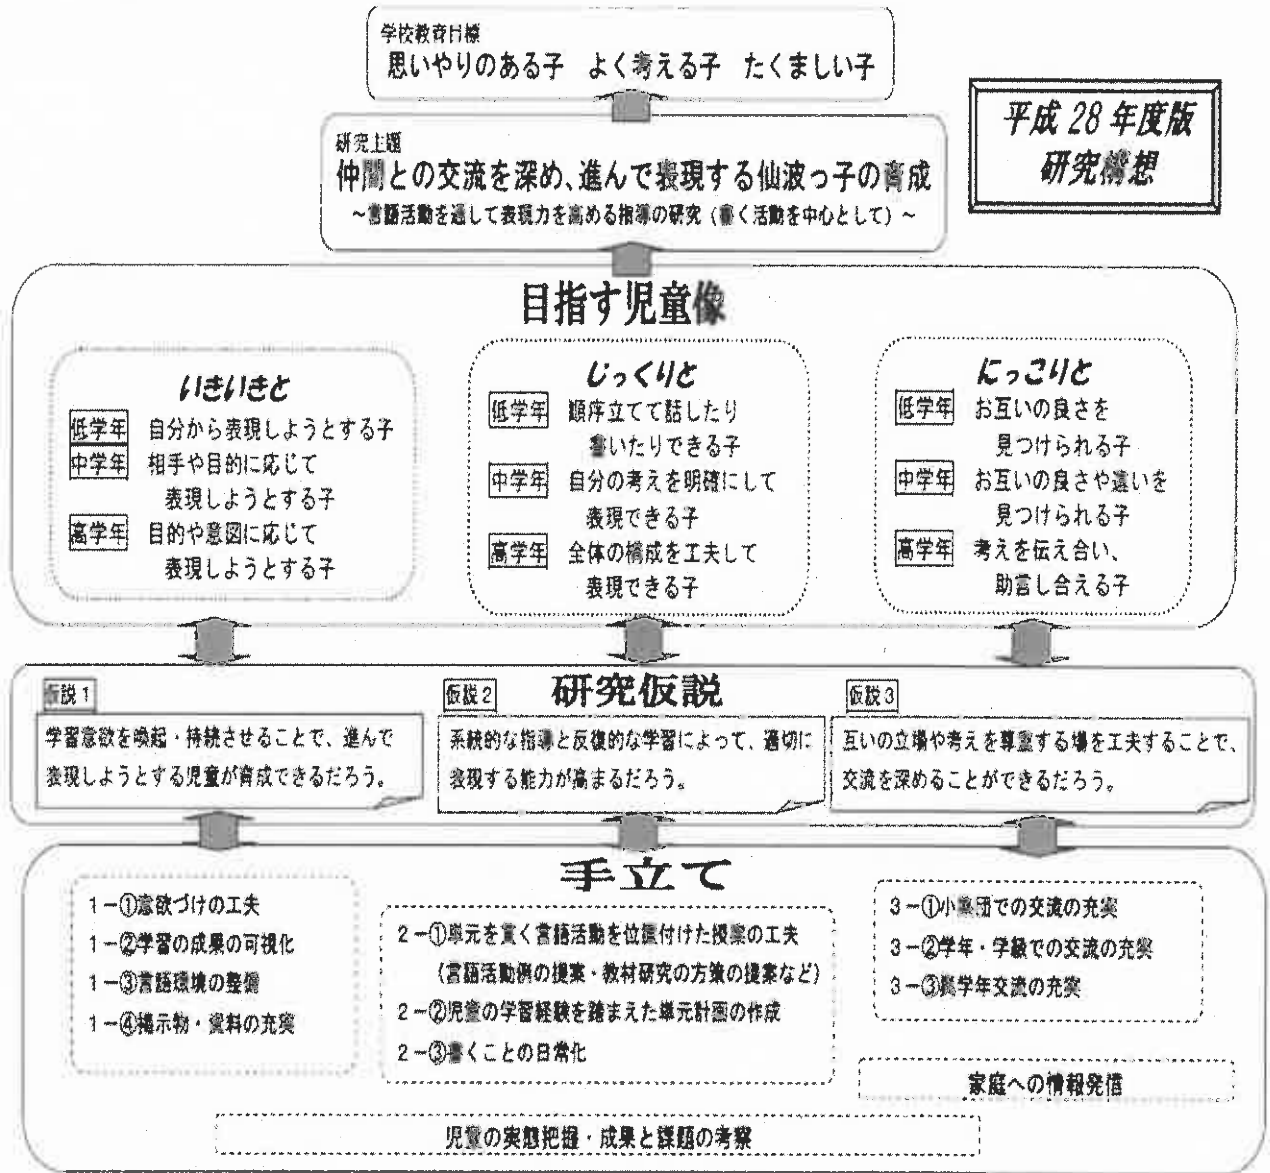 学校教育目標
思いやりのある子 よく考える子 たくましい子
平成28年度版
研究構想
研究主題
仲間との交流を深め、進んで表現する仙波っ子の育成
~言語活動を通して表現力を高める指導の研究(書く活動を中心として)~
目指す児童像
いきいきと
低学年 自分から表現しようとする子
中学年 相手や目的に応じて
表現しようとする子
高学年 目的や意図に応じて
表現しようとする子
じっくりと
低学年 順序立てて話したり
書いたりできる子
中学年 自分の考えを明確にして
表現できる子
高学年 全体の構成を工夫して
表現できる子
にっこりと
低学年 お互いの良さを
見つけられる子
中学年 お互いの良さや違いを
見つけられる子
高学年 考えを伝え合い、
助言し合える子
研究仮説
仮説1
学習意欲を喚起・持続させることで、進んで
表現しようとする児童が育成できるだろう。
仮説2
系統的な指導と反復的な学習によって、適切に
表現する能力が高まるだろう。
仮説3
互いの立場や考えを尊重する場を工夫することで、
交流を深めることができるだろう。
手立て
1-①意欲づけの工夫
1-②学習の成果の可視化
1-③言語環境の整備
1-④掲示物・資料の充実
2-①単元を貫く言語活動を位置付けた授業の工夫
(言語活動例の提案・教材研究の方策の提案など)
2-②児童の学習経験を踏まえた単元計画の作成
2-③書くことの日常化
3-①小集団での交流の充実
3-②学年・学級での交流の充実
3-③異学年交流の充実
家庭への情報発信
児童の実態把握・成果と課題の考察